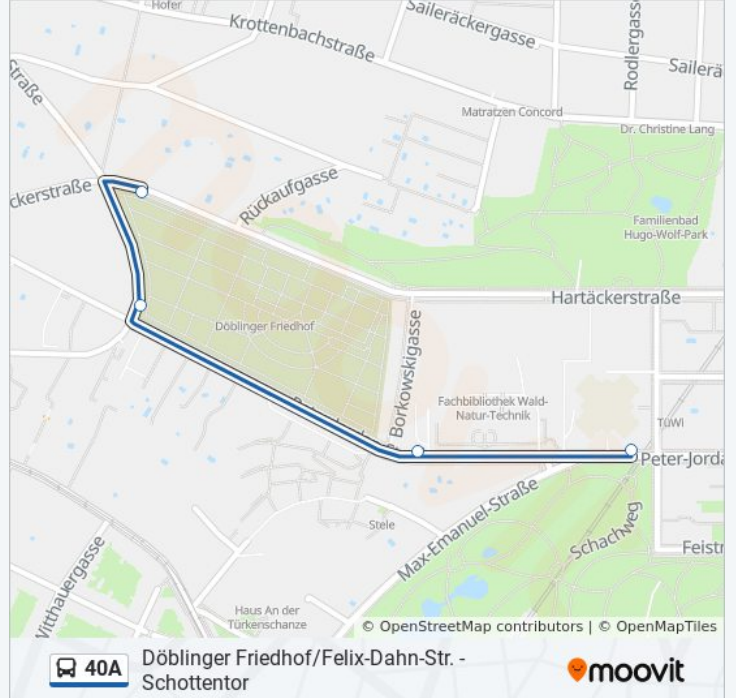 Hofer
Krottenbachstraße
Saileräckergasse
Rodlergass
Sailerä
Straße
Matratzen Concord
Dr. Christine Lang
ckerstraße
Rückaufgasse
Familienbad
Hugo-Wolf-Park
Hartäckerstraße
Döblinger Friedhof
Borkowskigasse
Fachbibliothek Wald-
Natur-Technik
TüWI
Peter-Jorda
Max-Emanuel-Straße
Schachweg
Stele
Feistr
Witthauergasse
Haus An der
Türkenschanze
© OpenStreetMap contributors | © OpenMapTiles
40A
Döblinger Friedhof/Felix-Dahn-Str. -
Schottentor
moovit